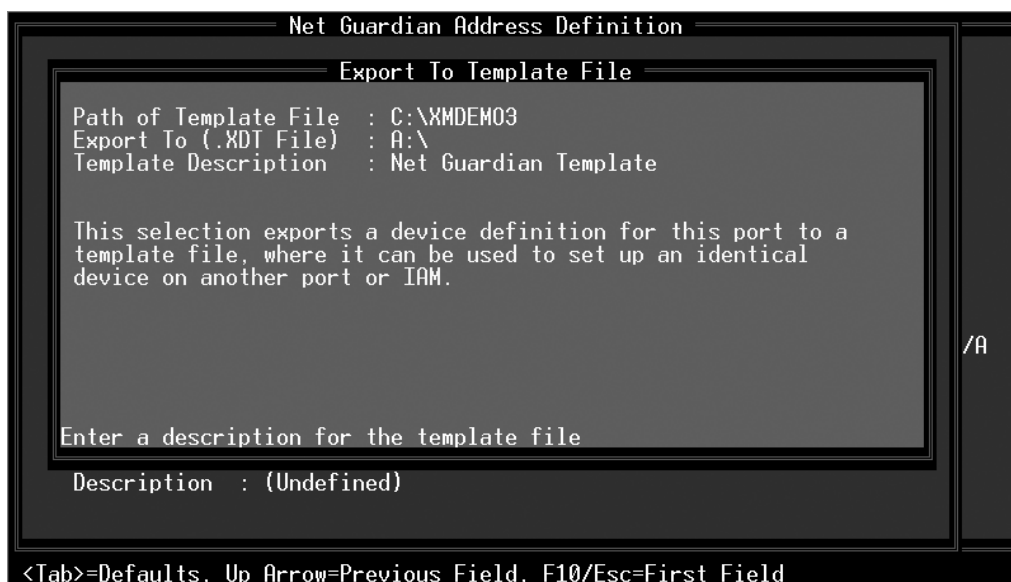 Net Guardian Address Definition
Export To Template File
Path of Template File : C:\XMDEMO3
Export To (.XDT File) : A:\
Template Description : Net Guardian Template
This selection exports a device definition for this port to a
template file, where it can be used to set up an identical
device on another port or IAM.
/A
Enter a description for the template file
Description : (Undefined)
<Tab>=Defaults, Up Arrow=Previous Field, F10/Esc=First Field